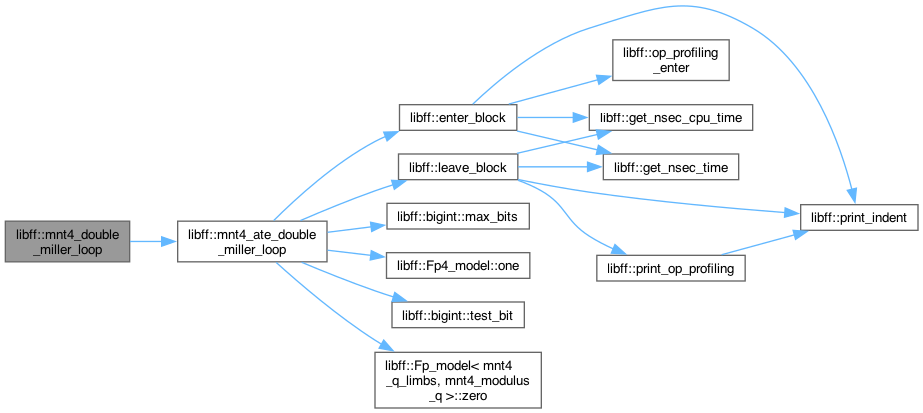 libff::mnt4_double
_miller_loop
libff::mnt4_ate_double
_miller_loop
libff::enter_block
libff::leave_block
libff::bigint::max_bits
libff::Fp4_model::one
libff::bigint::test_bit
libff::Fp_model< mnt4
_q_limbs, mnt4_modulus
_q >::zero
libff::op_profiling
_enter
libff::get_nsec_cpu_time
libff::get_nsec_time
libff::print_op_profiling
libff::print_indent